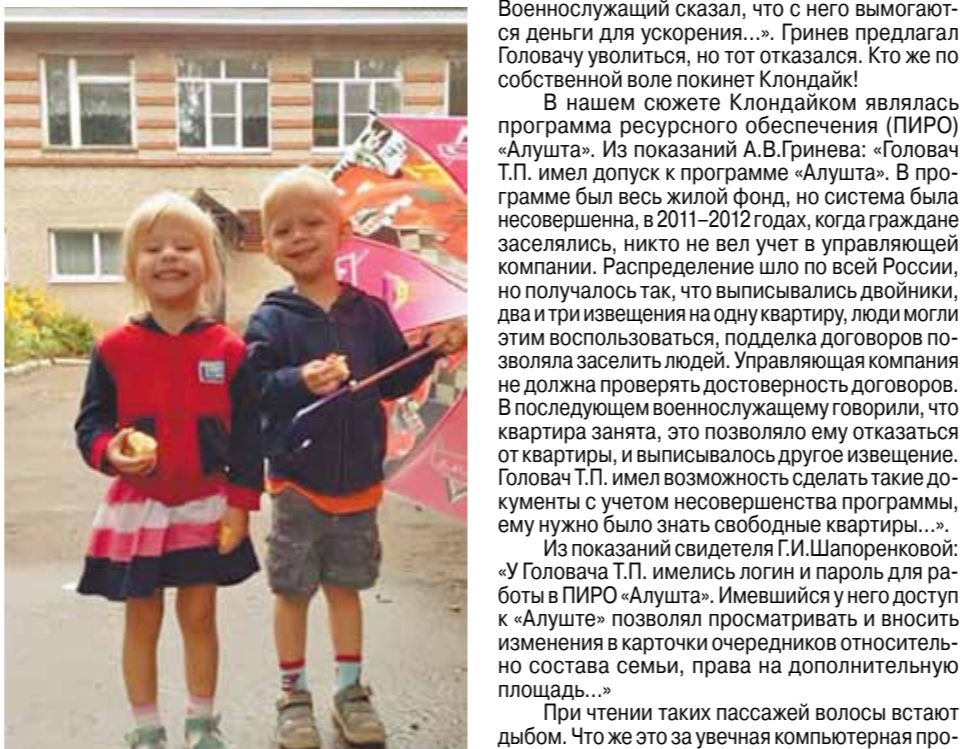 Военнослужащий сказал, что с него вымогают-
ся деньги для ускорения…». Гринев предлагал
Головачу уволиться, но тот отказался. Кто же по
собственной воле покинет Клондайк!
В нашем сюжете Клондайком являлась
программа ресурсного обеспечения (ПИРО)
«Алушта». Из показаний А.В.Гринева: «Головач
Т.П. имел допуск к программе «Алушта». В про-
грамме был весь жилой фонд, но система была
несовершенна, в 2011–2012 годах, когда граждане
заселялись, никто не вел учет в управляющей
компании. Распределение шло по всей России,
но получалось так, что выписывались двойники,
два и три извещения на одну квартиру, люди могли
этим воспользоваться, подделка договоров по-
зволяла заселить людей. Управляющая компания
не должна проверять достоверность договоров.
В последующем военнослужащему говорили, что
квартира занята, это позволяло ему отказаться
от квартиры, и выписывалось другое извещение.
Головач Т.П. имел возможность сделать такие до-
кументы с учетом несовершенства программы,
ему нужно было знать свободные квартиры…».
Из показаний свидетеля Г.И.Шапоренковой:
«У Головача Т.П. имелись логин и пароль для ра-
боты в ПИРО «Алушта». Имевшийся у него доступ
к «Алуште» позволял просматривать и вносить
изменения в карточки очередников относитель-
но состава семьи, права на дополнительную
площадь…»
При чтении таких пассажей волосы встают
дыбом. Что же это за увечная компьютерная про-